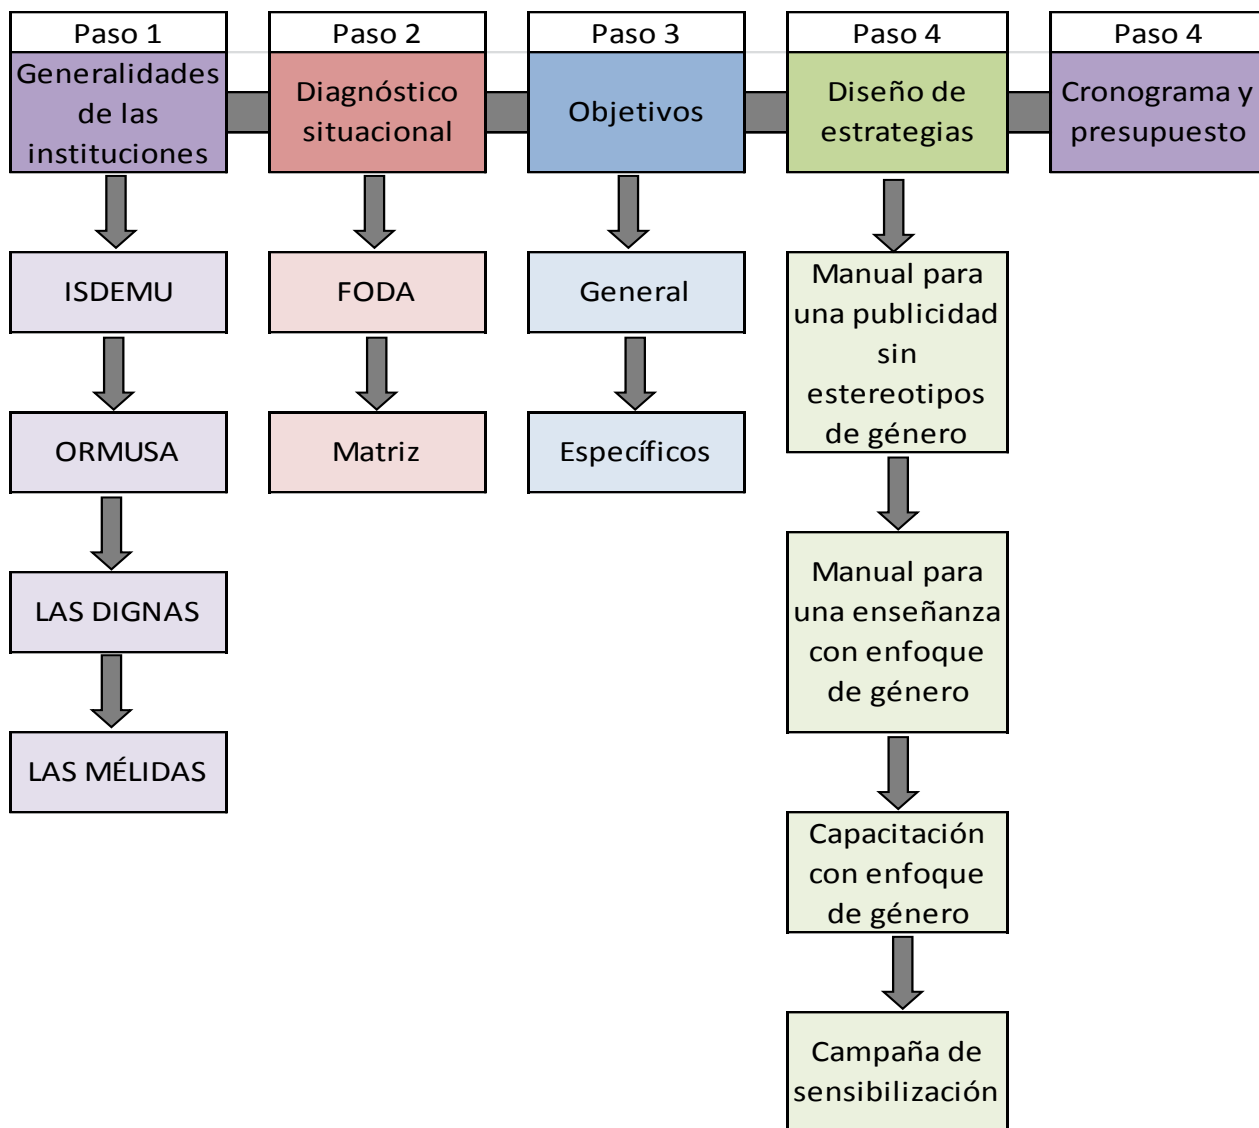 Paso 1
Generalidades
de las
instituciones
ISDEMU
ORMUSA
LAS DIGNAS
LAS MÉLIDAS
Paso 2
Diagnóstico
situacional
FODA
Matriz
Paso 3
Objetivos
General
Específicos
Paso 4
Diseño de
estrategias
Manual para
una publicidad
sin
estereotipos
de género
Manual para
una enseñanza
con enfoque
de género
Capacitación
con enfoque
de género
Campaña de
sensibilización
Paso 4
Cronograma y
presupuesto